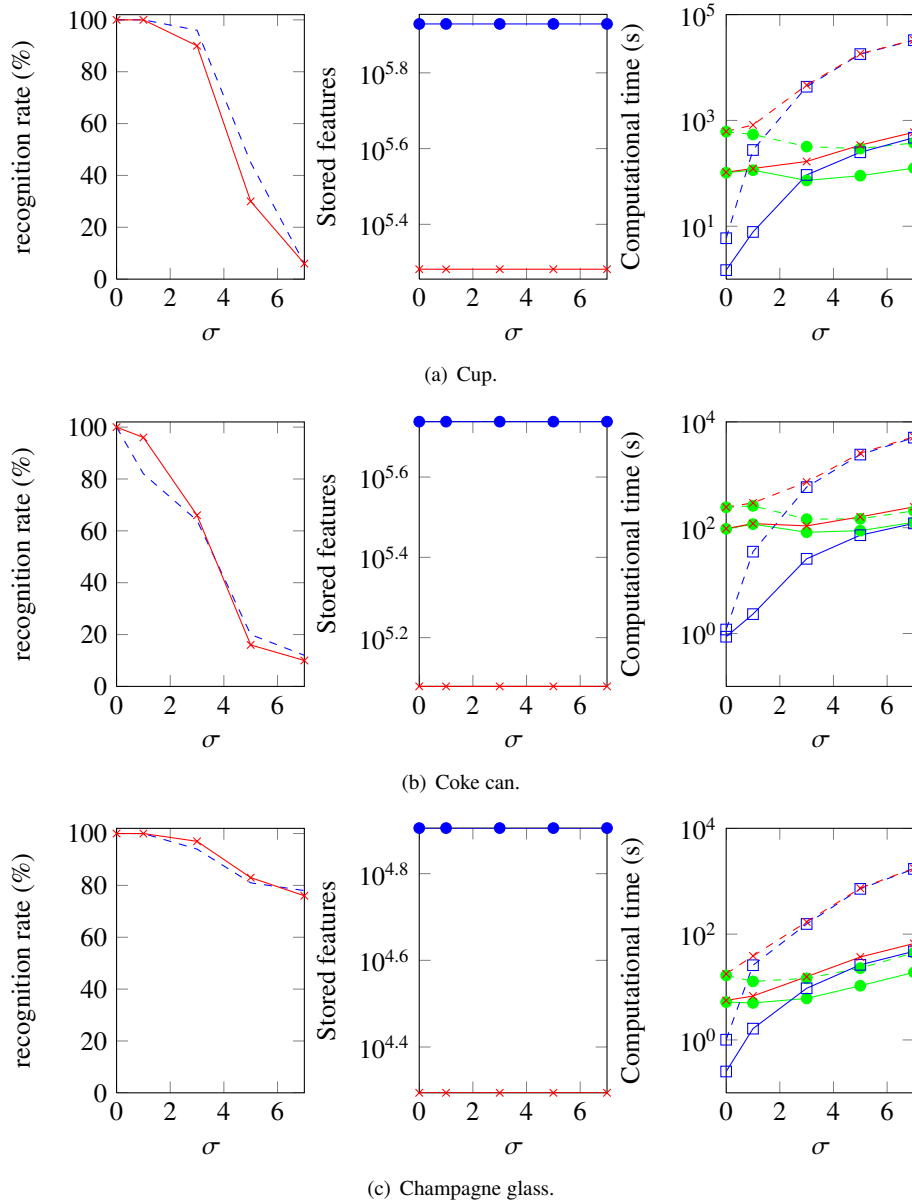 recognition rate (%)
100
80
60
40
20
0
0 2 4 6
σ
Stored features
10^5.8
10^5.6
10^5.4
0 2 4 6
σ
Computational time (s)
10^5
10^3
10^1
0 2 4 6
σ
(a) Cup.
recognition rate (%)
100
80
60
40
20
0
0 2 4 6
σ
Stored features
10^5.6
10^5.4
10^5.2
0 2 4 6
σ
Computational time (s)
10^4
10^2
10^0
0 2 4 6
σ
(b) Coke can.
recognition rate (%)
100
80
60
40
20
0
0 2 4 6
σ
Stored features
10^4.8
10^4.6
10^4.4
0 2 4 6
σ
Computational time (s)
10^4
10^2
10^0
0 2 4 6
σ
(c) Champagne glass.